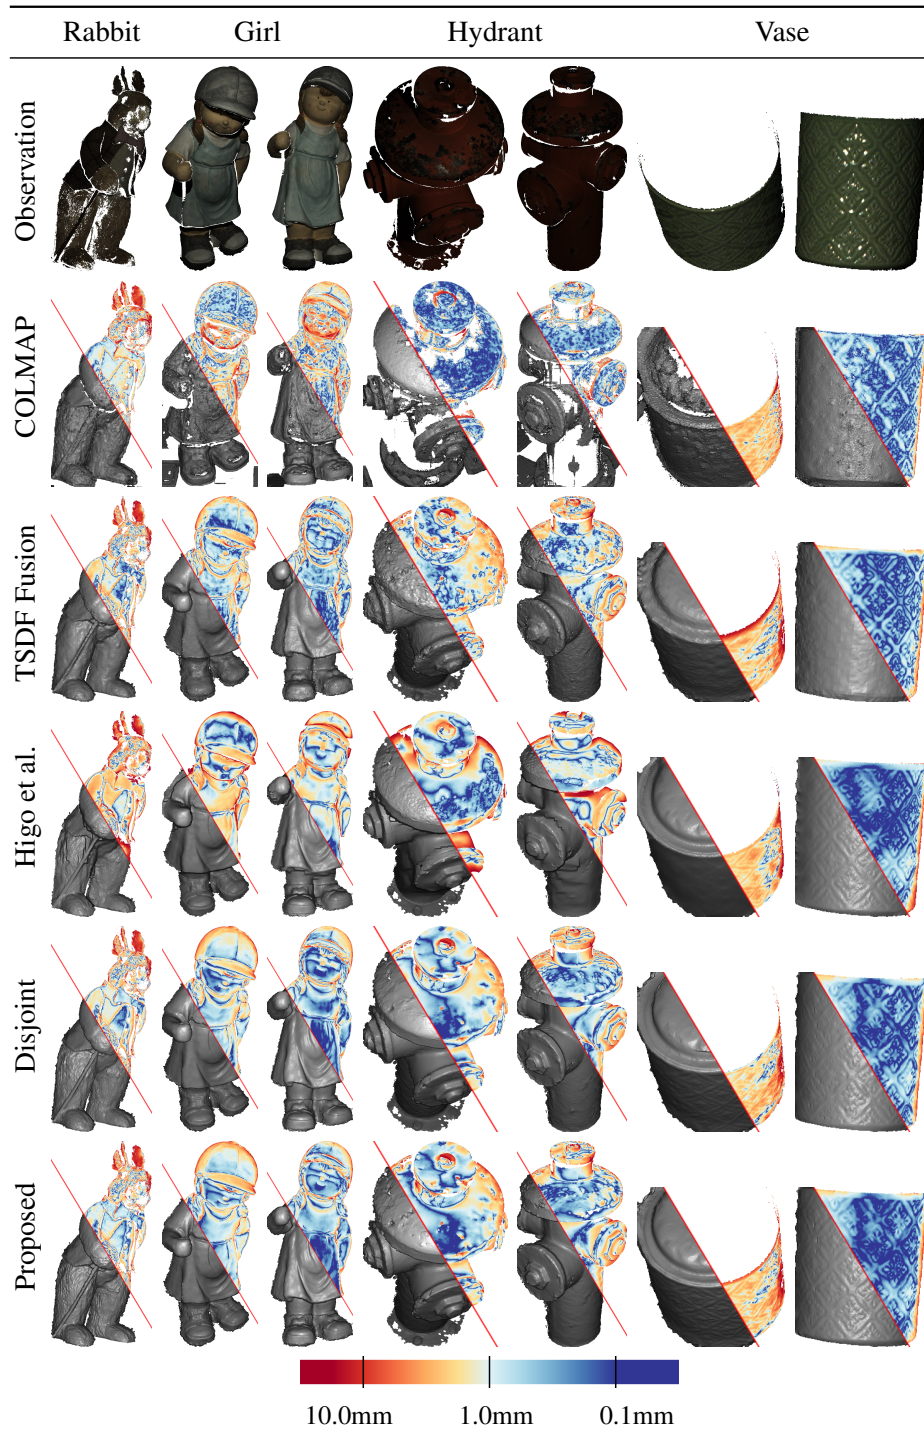 Rabbit Girl Hydrant Vase
Observation
COLMAP
TSDF Fusion
Higo et al.
Disjoint
Proposed
10.0mm 1.0mm 0.1mm